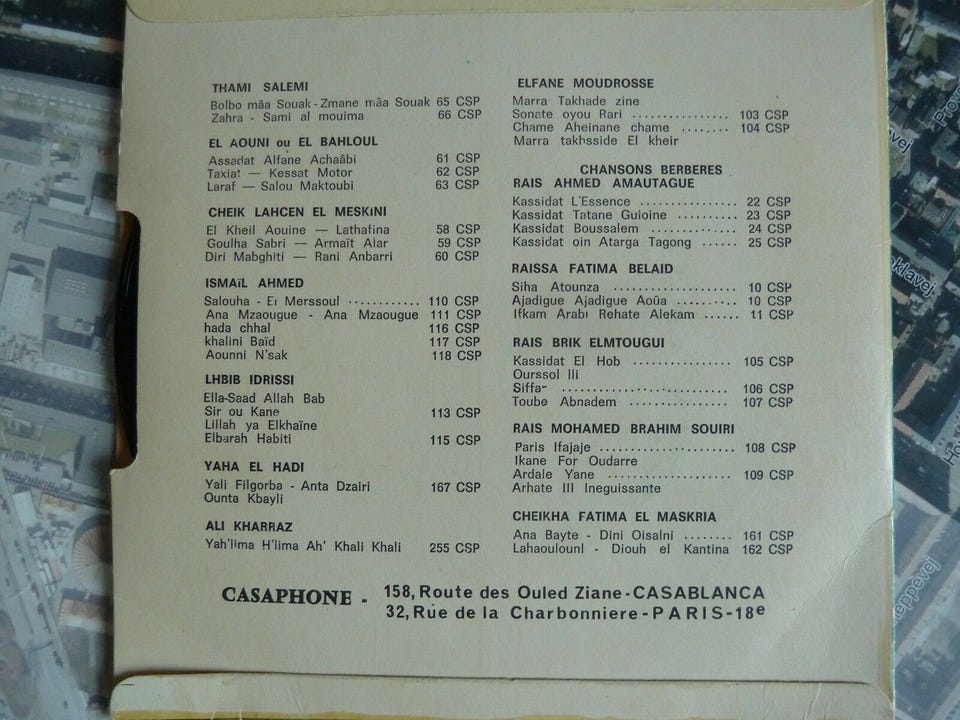 THAMI SALEMI
Bolbo mâa Souak - Zmane mâa Souak 65 CSP
Zahra - Sami al mouima 66 CSP
EL AOUNI ou EL BAHLOUL
Assadat Alfane Achaâbi 61 CSP
Taxiat — Kessat Motor 62 CSP
Laraf — Salou Maktoubi 63 CSP
CHEIK LAHCEN EL MESKINI
El Kheil Aouine — Lathafina 58 CSP
Goulha Sabri — Armaït Alar 59 CSP
Diri Mabghiti — Rani Anbarri 60 CSP
ISMAÏL AHMED
Salouha - El Merssoul ............ 110 CSP
Ana Mzaougue - Ana Mzaougue 111 CSP
hada chhal 116 CSP
khalini Baïd 117 CSP
Aounni N'sak 118 CSP
LHBIB IDRISSI
Ella-Saad Allah Bab
Sir ou Kane 113 CSP
Lillah ya Elkhaïne
Elbarah Habiti 115 CSP
YAHA EL HADI
Yali Filgorba - Anta Dzairi 167 CSP
Ounta Kbayli
ALI KHARRAZ
Yah'lima H'lima Ah' Khali Khali 255 CSP
ELFANE MOUDROSSE
Marra Takhade zine
Sonate oyou Rari ................ 103 CSP
Chame Aheinane chame ........ 104 CSP
Marra takhsside El kheir
CHANSONS BERBERES
RAIS AHMED AMAUTAGUE
Kassidat L'Essence ................ 22 CSP
Kassidat Tatane Guioine .......... 23 CSP
Kassidat Boussalem .............. 24 CSP
Kassidat oin Atarga Tagong ...... 25 CSP
RAISSA FATIMA BELAID
Siha Atounza .................... 10 CSP
Ajadigue Ajadigue Aoûa .......... 10 CSP
Ifkam Arabi Rehate Alekam ...... 11 CSP
RAIS BRIK ELMTOUGUI
Kassidat El Hob ................ 105 CSP
Ourssol Ili
Siffar ............................ 106 CSP
Toube Abnadem ................ 107 CSP
RAIS MOHAMED BRAHIM SOUIRI
Paris Ifajaje ...................... 108 CSP
Ikane For Oudarre
Ardale Yane ...................... 109 CSP
Arhate III Ineguissante
CHEIKHA FATIMA EL MASKRIA
Ana Bayte - Dini Oisalni ........ 161 CSP
Lahaoulouni - Diouh el Kantina 162 CSP
CASAPHONE - 158, Route des Ouled Ziane - CASABLANCA
32, Rue de la Charbonniere - PARIS - 18e